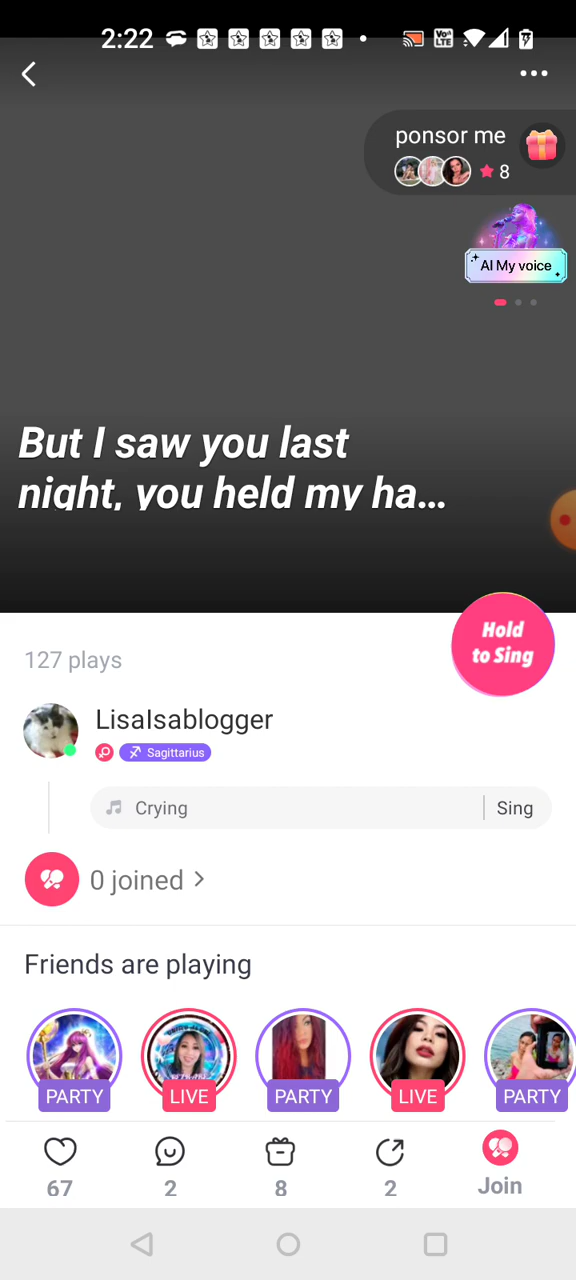 2:22
Vo LTE
ponsor me
8
AI My voice
But I saw you last
night, you held my ha...
Hold
to Sing
127 plays
LisaIsablogger
Sagittarius
Crying
Sing
0 joined >
Friends are playing
PARTY
LIVE
PARTY
LIVE
PARTY
67
2
8
2
Join